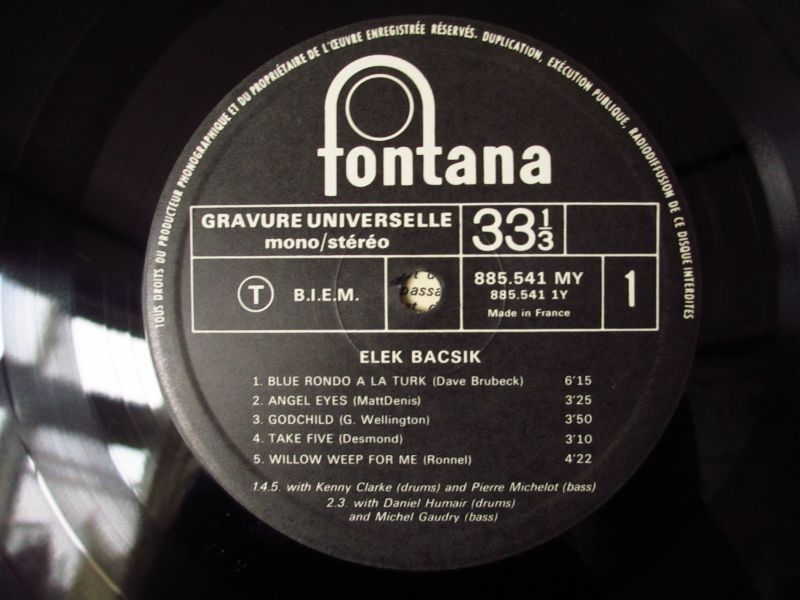 TOUS DROITS DU PRODUCTEUR PHONOGRAPHIQUE ET DU PROPRIÉTAIRE DE L'ŒUVRE ENREGISTRÉE RÉSERVÉS. DUPLICATION, EXÉCUTION PUBLIQUE, RADIODIFFUSION DE CE DISQUE INTERDITES
fontana
GRAVURE UNIVERSELLE
mono/stéréo
33 1/3
T B.I.E.M.
passa
885.541 MY
885.541 1Y
Made in France
1
ELEK BACSIK
1. BLUE RONDO A LA TURK (Dave Brubeck) 6'15
2. ANGEL EYES (MattDenis) 3'25
3. GODCHILD (G. Wellington) 3'50
4. TAKE FIVE (Desmond) 3'10
5. WILLOW WEEP FOR ME (Ronnel) 4'22
1.4.5. with Kenny Clarke (drums) and Pierre Michelot (bass)
2.3. with Daniel Humair (drums)
and Michel Gaudry (bass)